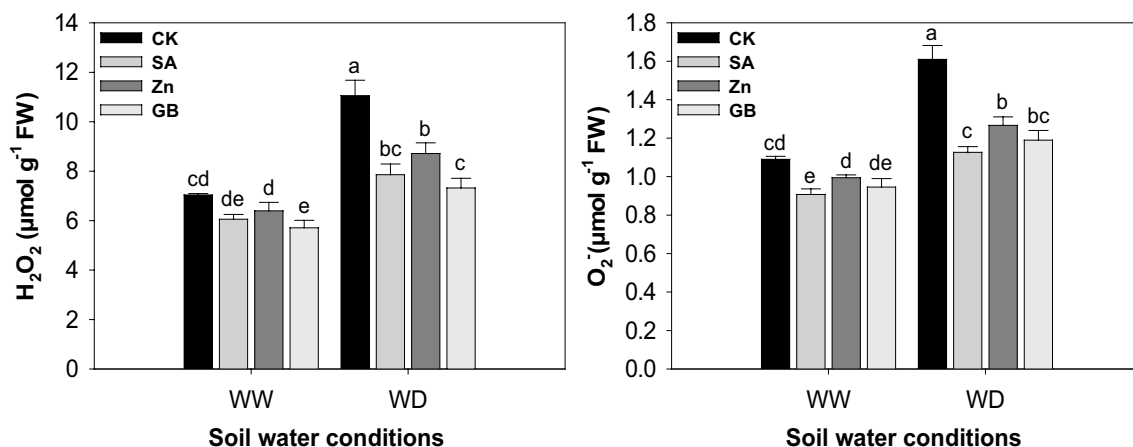 14
12
10
8
6
4
2
0
H₂O₂ (µmol g⁻¹ FW)
CK
SA
Zn
GB
cd
de
d
e
a
bc
b
c
WW
WD
Soil water conditions
1.8
1.6
1.4
1.2
1.0
0.8
0.6
0.4
0.2
0.0
O₂⁻(µmol g⁻¹ FW)
CK
SA
Zn
GB
cd
e
d
de
a
c
b
bc
WW
WD
Soil water conditions